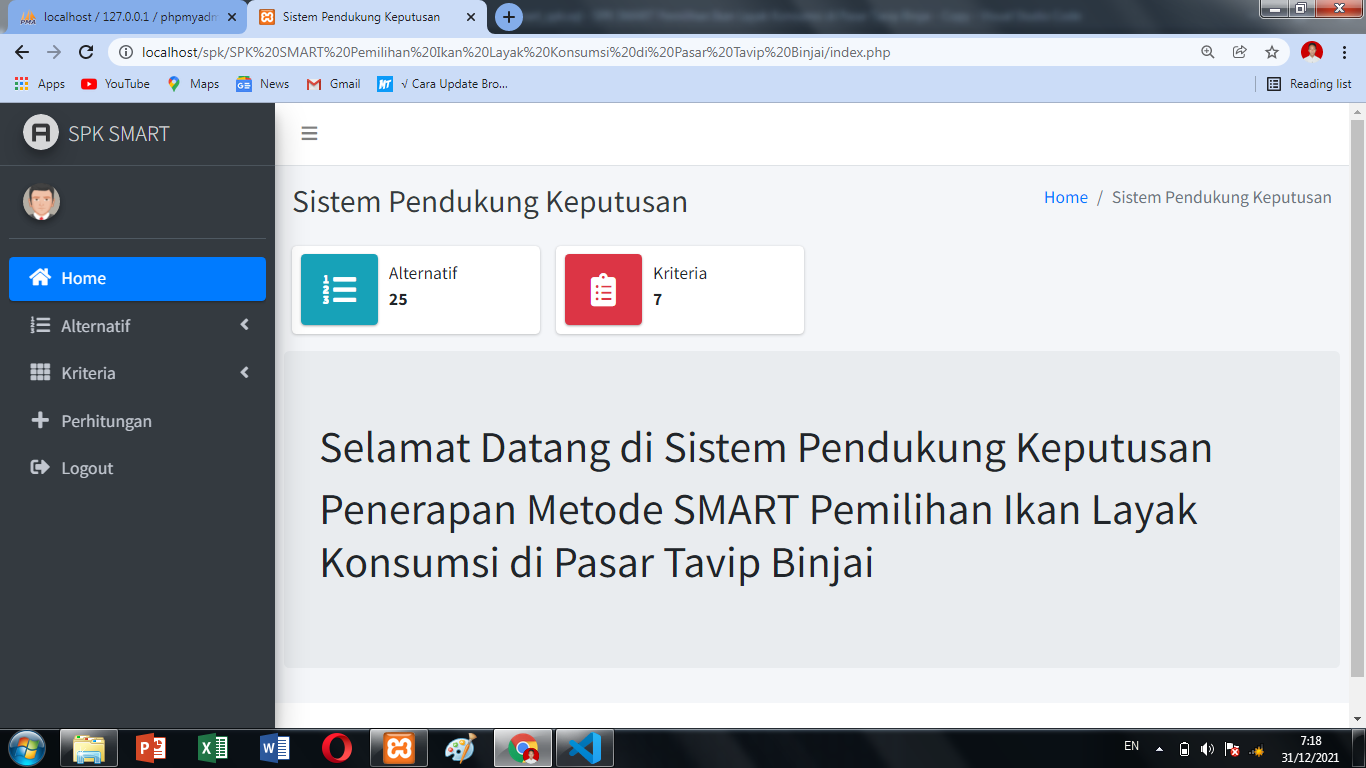 localhost / 127.0.0.1 / phpmyadm
Sistem Pendukung Keputusan
localhost/spk/SPK%20SMART%20Pemilihan%20Ikan%20Layak%20Konsumsi%20di%20Pasar%20Tavip%20Binjai/index.php
Apps
YouTube
Maps
News
Gmail
√ Cara Update Bro...
Reading list
SPK SMART
Sistem Pendukung Keputusan
Home / Sistem Pendukung Keputusan
Home
Alternatif
Kriteria
Perhitungan
Logout
Alternatif
25
Kriteria
7
Selamat Datang di Sistem Pendukung Keputusan
Penerapan Metode SMART Pemilihan Ikan Layak
Konsumsi di Pasar Tavip Binjai
EN
7:18
31/12/2021